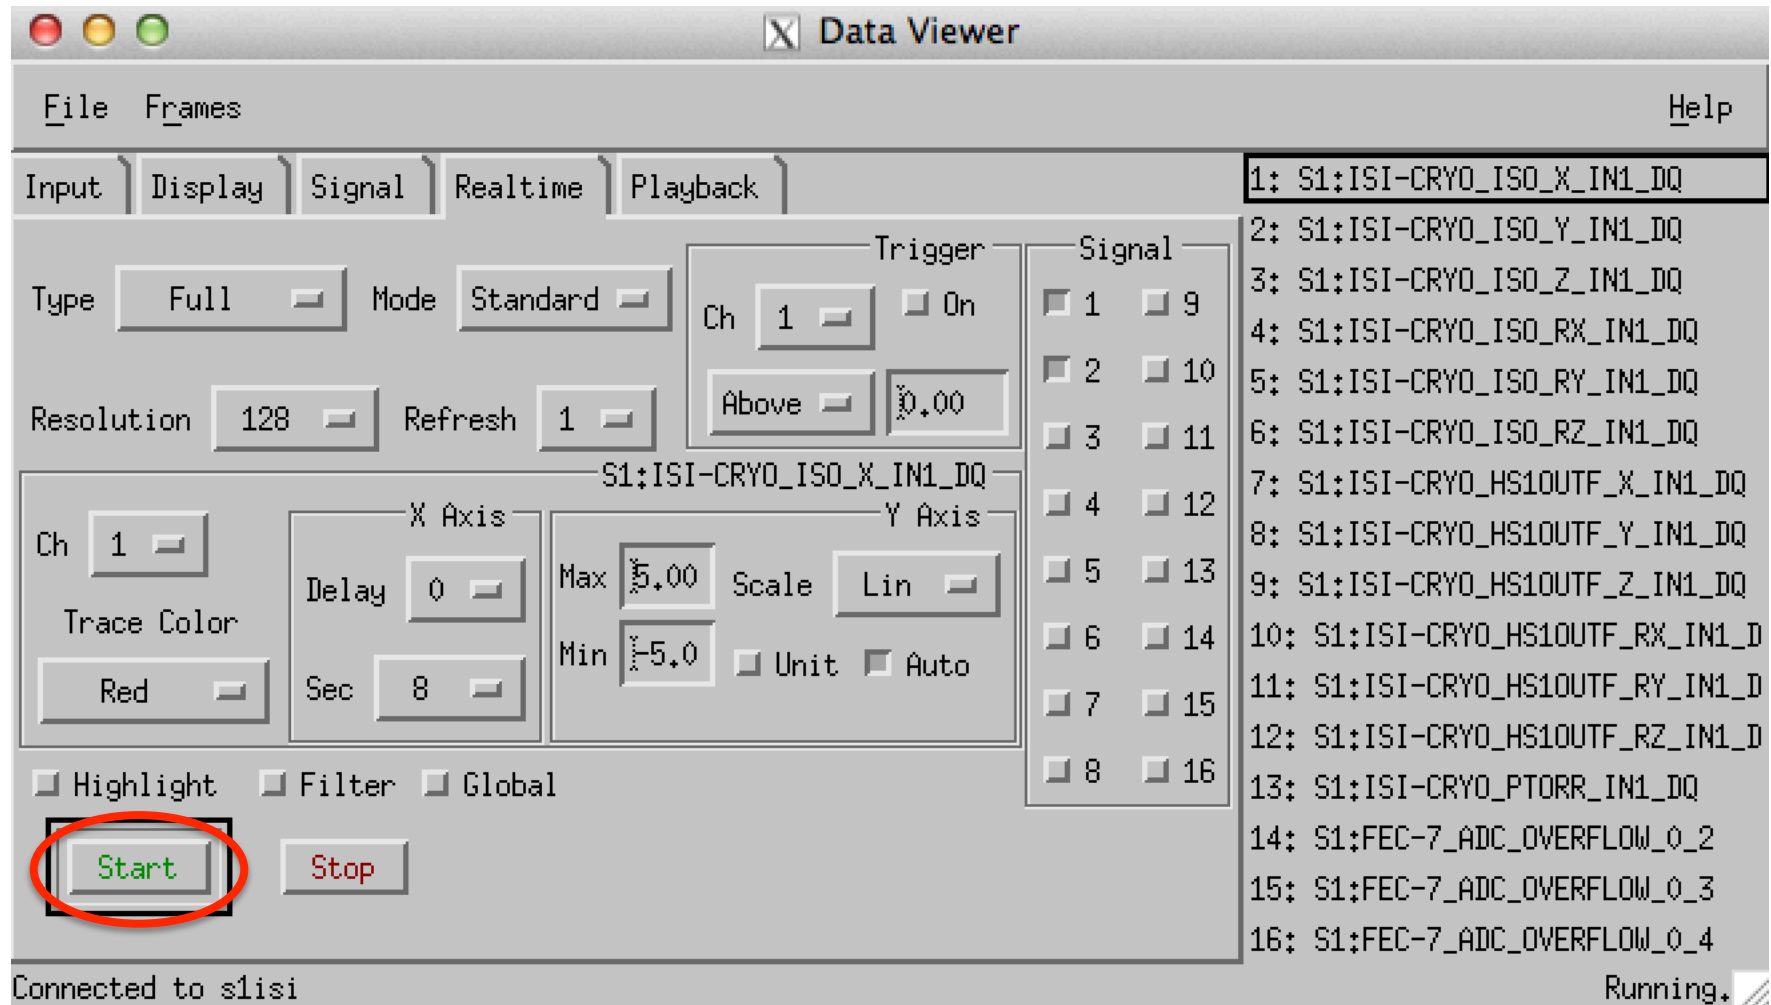 Data Viewer
File Frames Help
Input Display Signal Realtime Playback
Type Full Mode Standard
Resolution 128 Refresh 1
Trigger
Ch 1 On
Above 0.00
Signal
1 9
2 10
3 11
4 12
5 13
6 14
7 15
8 16
S1:ISI-CRYO_ISO_X_IN1_DQ
Ch 1
Trace Color
Red
X Axis
Delay 0
Sec 8
Y Axis
Max 5.00 Scale Lin
Min -5.0 Unit Auto
Highlight Filter Global
Start Stop
1: S1:ISI-CRYO_ISO_X_IN1_DQ
2: S1:ISI-CRYO_ISO_Y_IN1_DQ
3: S1:ISI-CRYO_ISO_Z_IN1_DQ
4: S1:ISI-CRYO_ISO_RX_IN1_DQ
5: S1:ISI-CRYO_ISO_RY_IN1_DQ
6: S1:ISI-CRYO_ISO_RZ_IN1_DQ
7: S1:ISI-CRYO_HS1OUTF_X_IN1_DQ
8: S1:ISI-CRYO_HS1OUTF_Y_IN1_DQ
9: S1:ISI-CRYO_HS1OUTF_Z_IN1_DQ
10: S1:ISI-CRYO_HS1OUTF_RX_IN1_D
11: S1:ISI-CRYO_HS1OUTF_RY_IN1_D
12: S1:ISI-CRYO_HS1OUTF_RZ_IN1_D
13: S1:ISI-CRYO_PTORR_IN1_DQ
14: S1:FEC-7_ADC_OVERFLOW_0_2
15: S1:FEC-7_ADC_OVERFLOW_0_3
16: S1:FEC-7_ADC_OVERFLOW_0_4
Connected to s1isi Running.